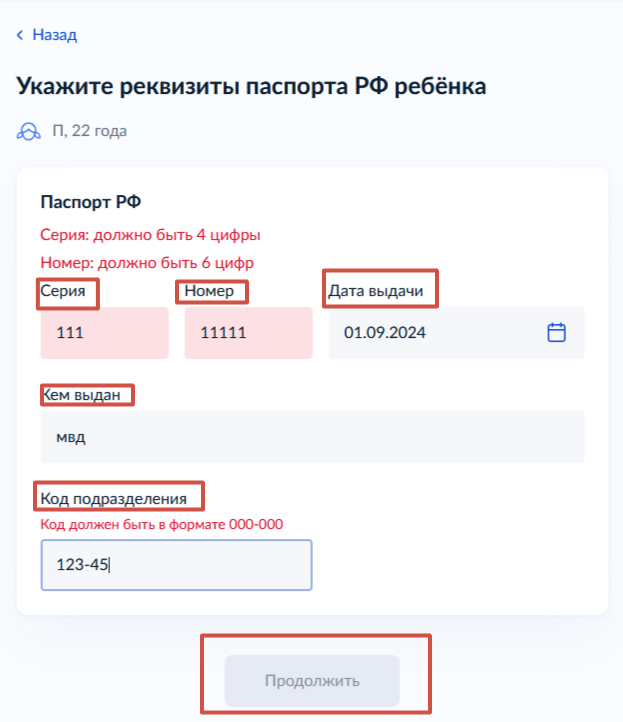 Назад
Укажите реквизиты паспорта РФ ребёнка
П, 22 года
Паспорт РФ
Серия: должно быть 4 цифры
Номер: должно быть 6 цифр
Серия Номер Дата выдачи
111 11111 01.09.2024
Кем выдан
мвд
Код подразделения
Код должен быть в формате 000-000
123-45
Продолжить